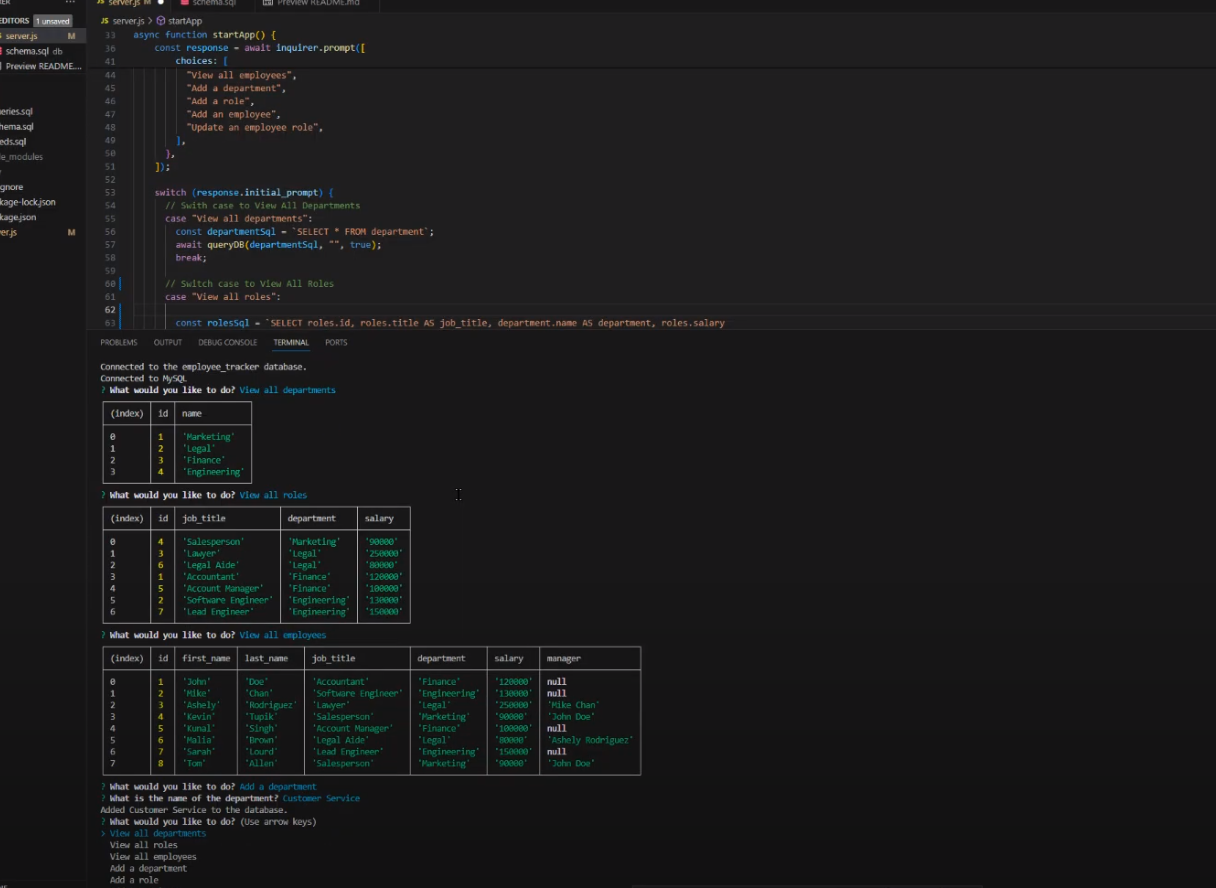 server.js M schema.sql Preview README.md
EDITORS 1 unsaved
server.js M
schema.sql db
Preview README....
eries.sql
hema.sql
eds.sql
le_modules
gnore
kage-lock.json
kage.json
ver.js M
server.js > startApp
33 async function startApp() {
36 const response = await inquirer.prompt([
41 choices: [
44 "View all employees",
45 "Add a department",
46 "Add a role",
47 "Add an employee",
48 "Update an employee role",
49 ],
50 },
51 ]);
52
53 switch (response.initial_prompt) {
54 // Swith case to View All Departments
55 case "View all departments":
56 const departmentSql = `SELECT * FROM department`;
57 await queryDB(departmentSql, "", true);
58 break;
59
60 // Switch case to View All Roles
61 case "View all roles":
62
63 const rolesSql = `SELECT roles.id, roles.title AS job_title, department.name AS department, roles.salary
PROBLEMS OUTPUT DEBUG CONSOLE TERMINAL PORTS
Connected to the employee_tracker database.
Connected to MySQL
? What would you like to do? View all departments
(index) id name
0 1 'Marketing'
1 2 'Legal'
2 3 'Finance'
3 4 'Engineering'
? What would you like to do? View all roles
(index) id job_title department salary
0 4 'Salesperson' 'Marketing' '90000'
1 3 'Lawyer' 'Legal' '250000'
2 6 'Legal Aide' 'Legal' '80000'
3 1 'Accountant' 'Finance' '120000'
4 5 'Account Manager' 'Finance' '100000'
5 2 'Software Engineer' 'Engineering' '130000'
6 7 'Lead Engineer' 'Engineering' '150000'
? What would you like to do? View all employees
(index) id first_name last_name job_title department salary manager
0 1 'John' 'Doe' 'Accountant' 'Finance' '120000' null
1 2 'Mike' 'Chan' 'Software Engineer' 'Engineering' '130000' null
2 3 'Ashely' 'Rodriguez' 'Lawyer' 'Legal' '250000' 'Mike Chan'
3 4 'Kevin' 'Tupik' 'Salesperson' 'Marketing' '90000' 'John Doe'
4 5 'Kunal' 'Singh' 'Account Manager' 'Finance' '100000' null
5 6 'Malia' 'Brown' 'Legal Aide' 'Legal' '80000' 'Ashely Rodriguez'
6 7 'Sarah' 'Lourd' 'Lead Engineer' 'Engineering' '150000' null
7 8 'Tom' 'Allen' 'Salesperson' 'Marketing' '90000' 'John Doe'
? What would you like to do? Add a department
? What is the name of the department? Customer Service
Added Customer Service to the database.
? What would you like to do? (Use arrow keys)
> View all departments
View all roles
View all employees
Add a department
Add a role